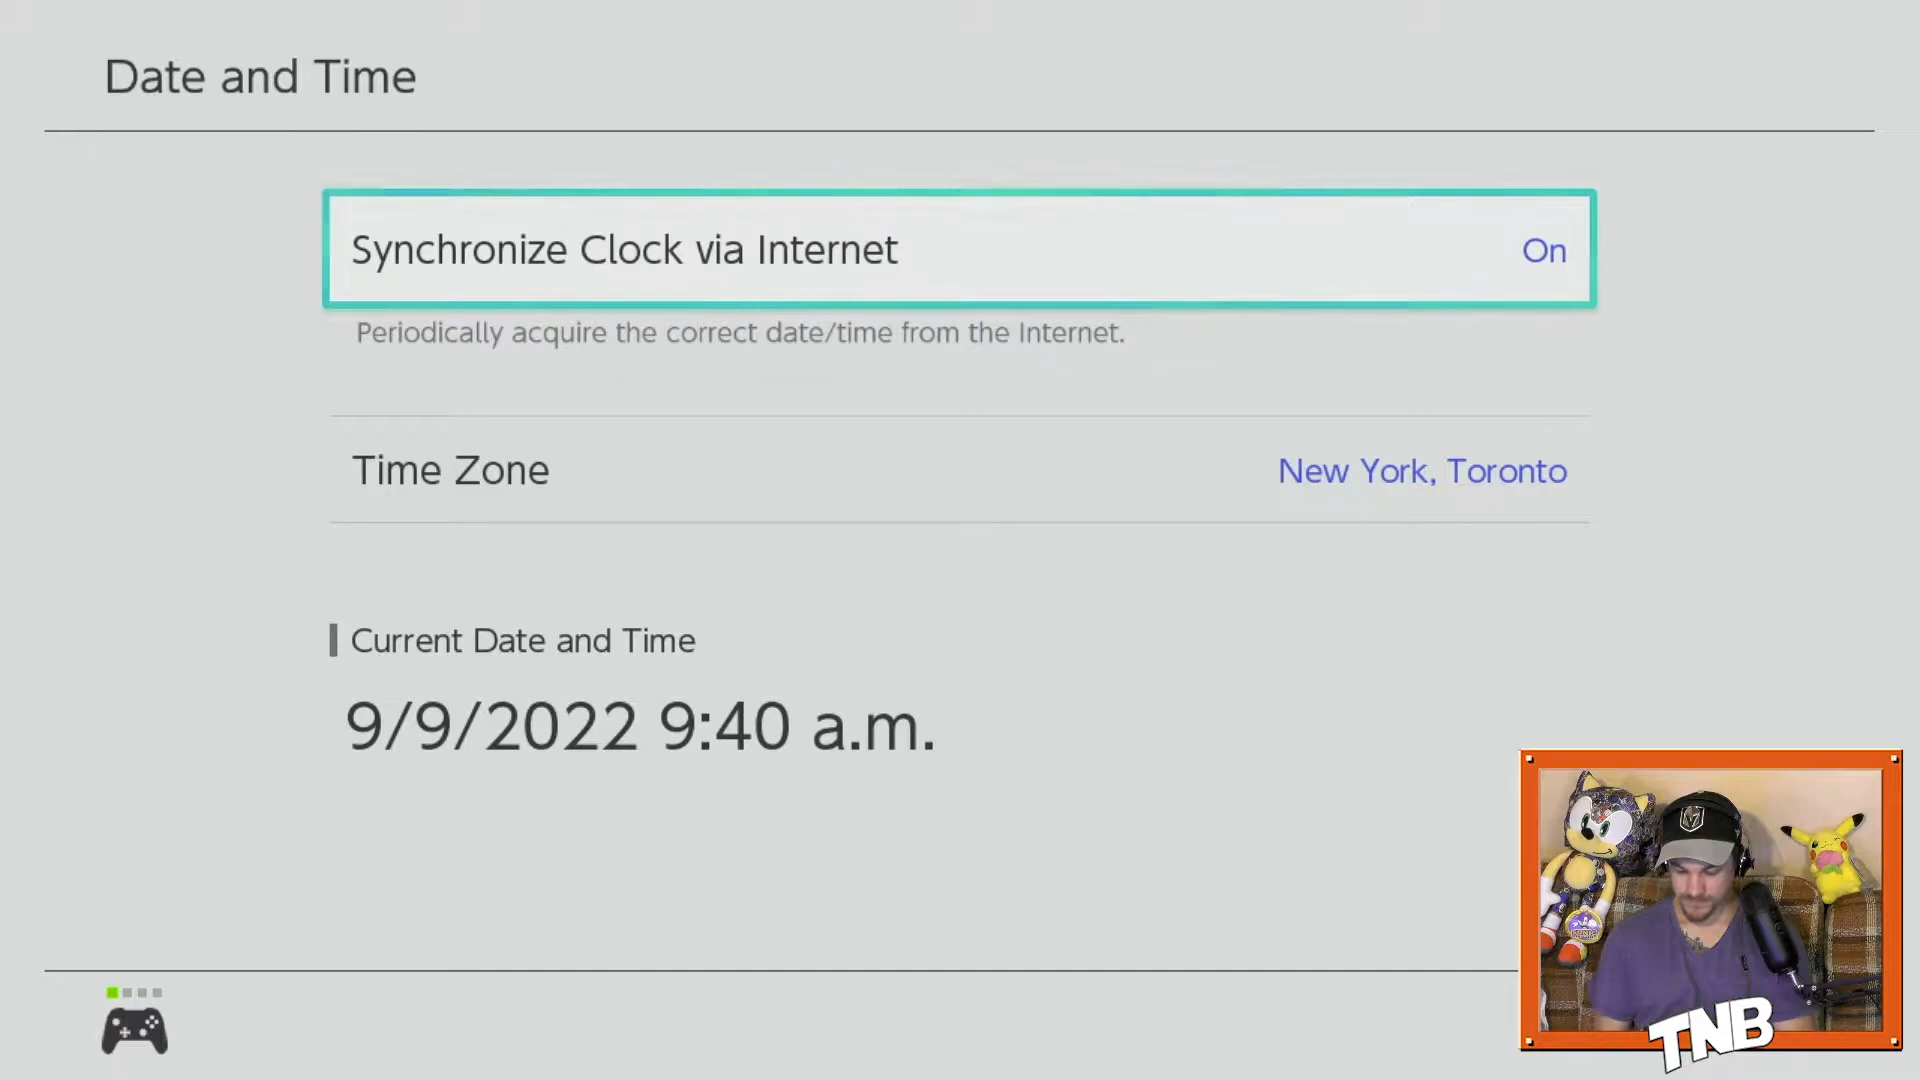 Date and Time
Synchronize Clock via Internet
On
Periodically acquire the correct date/time from the Internet.
Time Zone
New York, Toronto
Current Date and Time
9/9/2022 9:40 a.m.
TNB